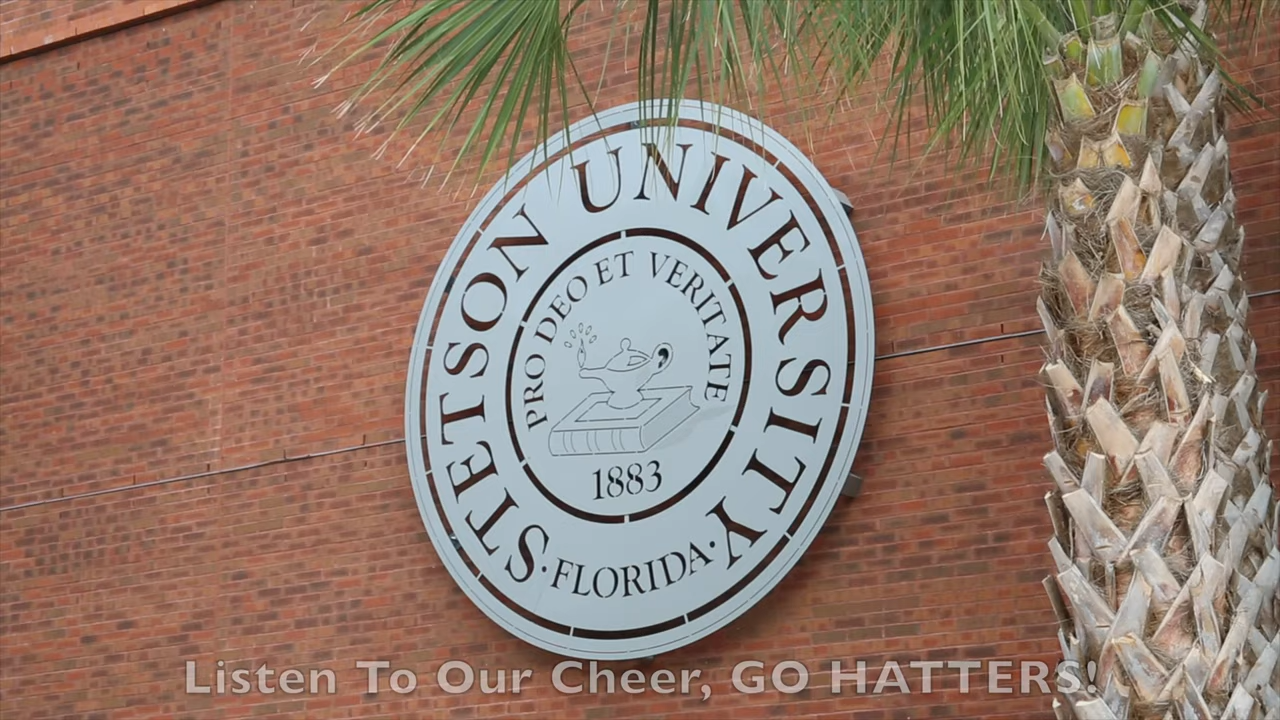 STETSON UNIVERSITY
PRO DEO ET VERITATE
1883
·FLORIDA·
Listen To Our Cheer, GO HATTERS!